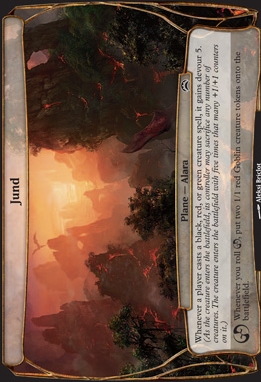 Jund
Plane — Alara
Whenever a player casts a black, red, or green creature spell, it gains devour 5.
(As the creature enters the battlefield, its controller may sacrifice any number of
creatures. The creature enters the battlefield with five times that many +1/+1 counters
on it.)
Whenever you roll , put two 1/1 red Goblin creature tokens onto the
battlefield.
Aleksi Briclot